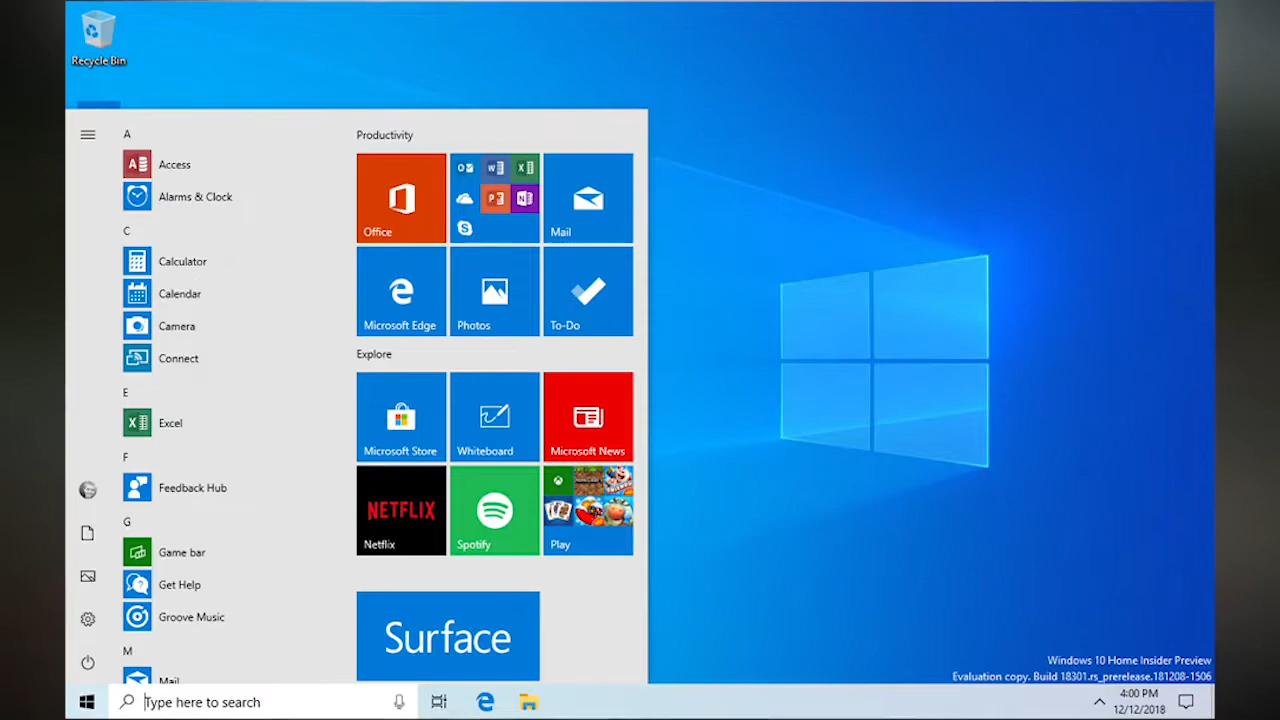 Recycle Bin
A
Access
Alarms & Clock
C
Calculator
Calendar
Camera
Connect
E
Excel
F
Feedback Hub
G
Game bar
Get Help
Groove Music
M
Mail
Productivity
Office
Mail
Microsoft Edge
Photos
To-Do
Explore
Microsoft Store
Whiteboard
Microsoft News
NETFLIX
Netflix
Spotify
Play
Surface
Windows 10 Home Insider Preview
Evaluation copy. Build 18301.rs_prerelease.181208-1506
Type here to search
4:00 PM
12/12/2018